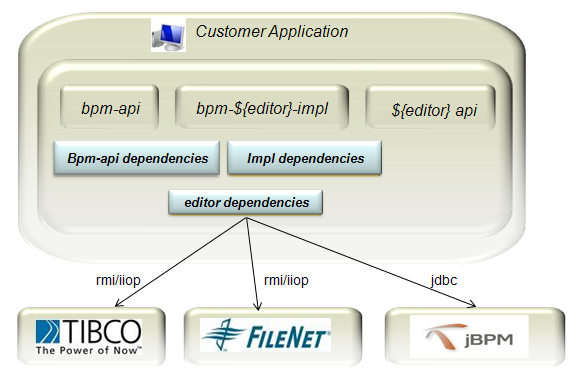 Customer Application
bpm-api
bpm-${editor}-impl
${editor} api
Bpm-api dependencies
Impl dependencies
editor dependencies
rmi/iiop
rmi/iiop
jdbc
TIBCO
The Power of Now™
FILENET®
jBPM